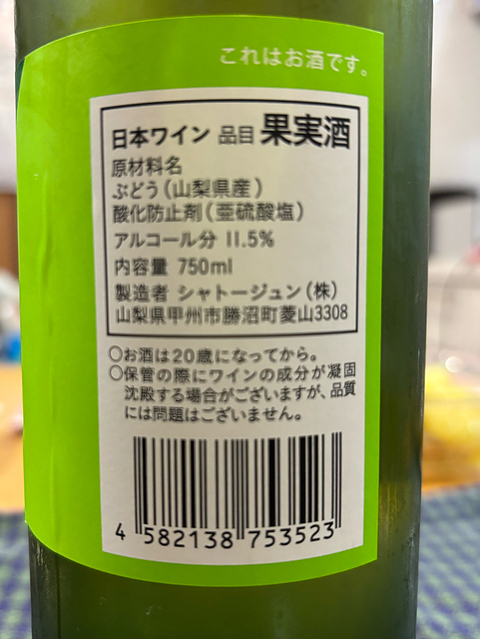 これはお酒です。
日本ワイン 品目 果実酒
原材料名
ぶどう(山梨県産)
酸化防止剤(亜硫酸塩)
アルコール分 11.5%
内容量 750ml
製造者 シャトージュン(株)
山梨県甲州市勝沼町菱山3308
○お酒は20歳になってから。
○保管の際にワインの成分が凝固
沈殿する場合がございますが、品質
には問題はございません。
4 582138 753523